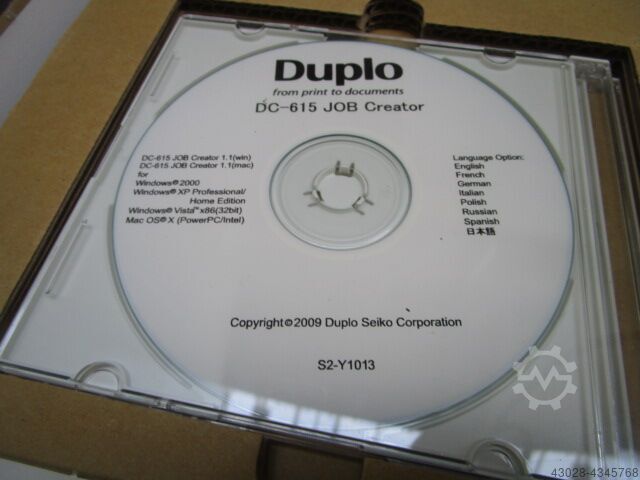 Duplo
from print to documents
DC-615 JOB Creator
DC-615 JOB Creator 1.1(win)
DC-615 JOB Creator 1.1(mac)
for
Windows®2000
Windows®XP Professional/
Home Edition
Windows® Vista™ x86(32bit)
Mac OS®X (PowerPC/Intel)
Language Option:
English
French
German
Italian
Polish
Russian
Spanish
日本語
Copyright©2009 Duplo Seiko Corporation
S2-Y1013
43028-4345768